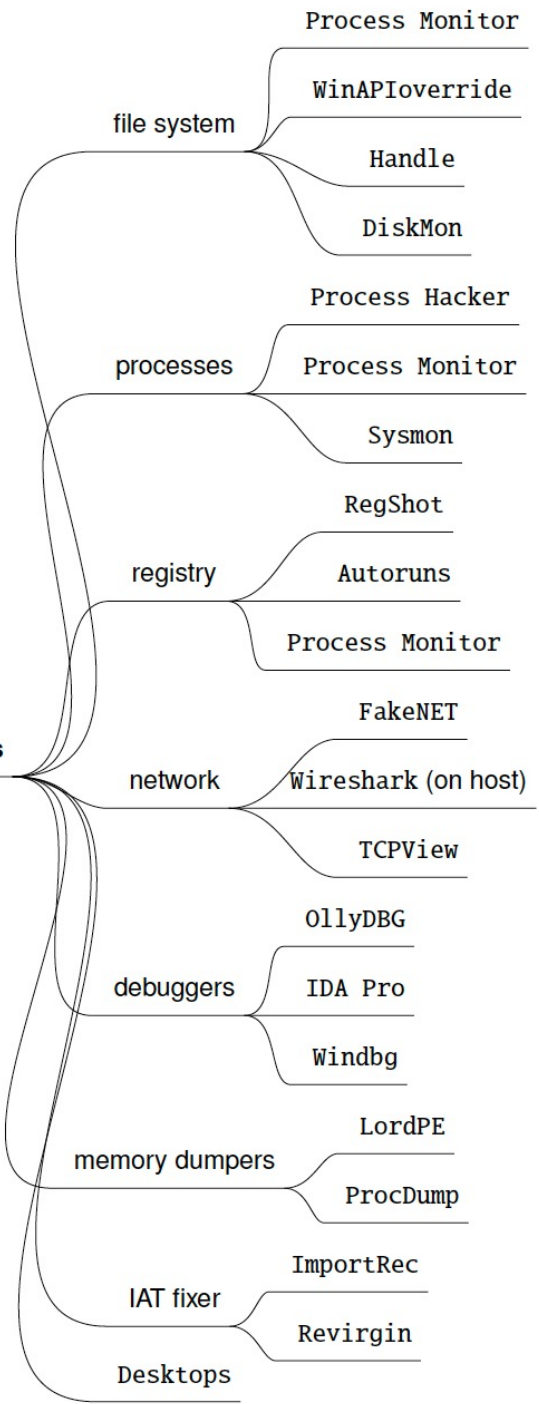 Process Monitor
WinAPIoverride
file system
Handle
DiskMon
Process Hacker
processes
Process Monitor
Sysmon
RegShot
registry
Autoruns
Process Monitor
FakeNET
s
network
Wireshark (on host)
TCPView
OllyDBG
debuggers
IDA Pro
Windbg
LordPE
memory dumpers
ProcDump
ImportRec
IAT fixer
Revirgin
Desktops